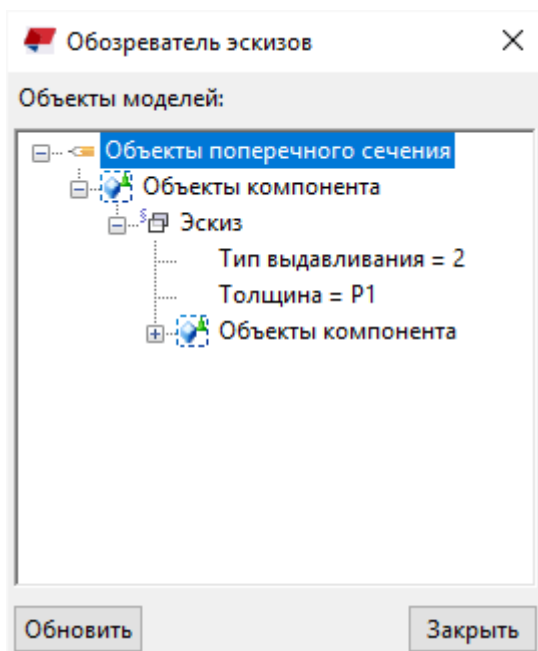 Обозреватель эскизов
Объекты моделей:
Объекты поперечного сечения
Объекты компонента
§ Эскиз
Тип выдавливания = 2
Толщина = P1
Объекты компонента
Обновить Закрыть